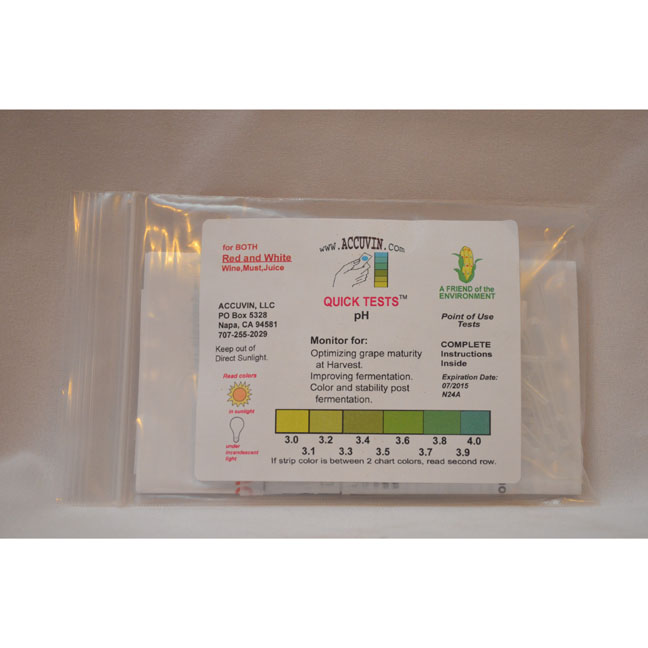 for BOTH
Red and White
Wine,Must,Juice
ACCUVIN, LLC
PO Box 5328
Napa, CA 94581
707-255-2029
Keep out of
Direct Sunlight.
Read colors
in sunlight
under
incandescent
light
www.ACCUVIN.com
QUICK TESTS™
pH
Monitor for:
Optimizing grape maturity
at Harvest.
Improving fermentation.
Color and stability post
fermentation.
3.0 3.2 3.4 3.6 3.8 4.0
3.1 3.3 3.5 3.7 3.9
If strip color is between 2 chart colors, read second row.
A FRIEND of the
ENVIRONMENT
Point of Use
Tests
COMPLETE
Instructions
Inside
Expiration Date:
07/2015
N24A